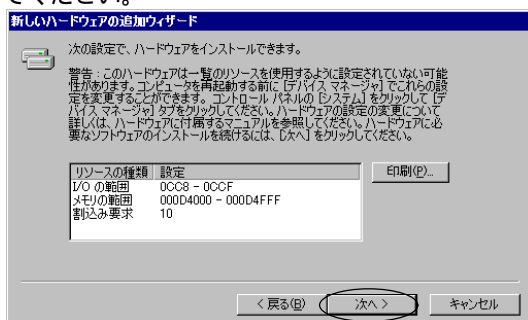 てください。
新しいハードウェアの追加ウィザード
次の設定で、ハードウェアをインストールできます。
警告：このハードウェアは一覧のリソースを使用するように設定されていない可能
性があります。コンピュータを再起動する前に [デバイス マネージャ] でこれらの設
定を変更することができます。コントロール パネルの [システム] をクリックして [デ
バイス マネージャ] タブをクリックしてください。ハードウェアの設定の変更について
詳しくは、ハードウェアに付属するマニュアルを参照してください。ハードウェアに必
要なソフトウェアのインストールを続けるには、[次へ] をクリックしてください。
リソースの種類 設定
I/O の範囲 0CC8 - 0CCF
メモリの範囲 000D4000 - 000D4FFF
割込み要求 10
印刷(P)...
< 戻る(B) 次へ > キャンセル